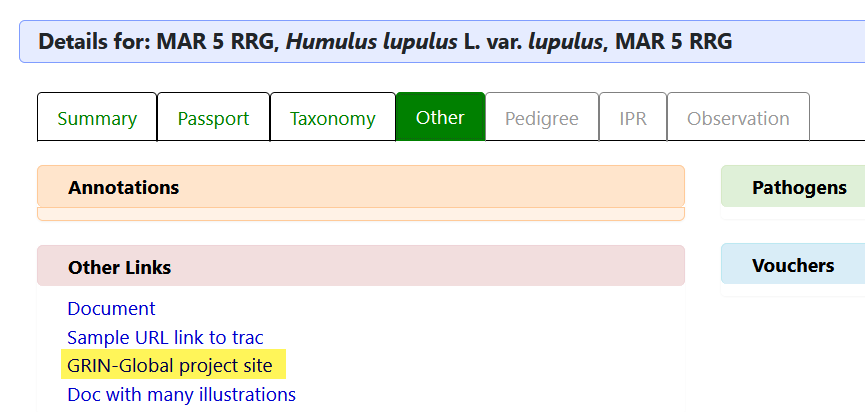 Details for: MAR 5 RRG, Humulus lupulus L. var. lupulus, MAR 5 RRG
Summary Passport Taxonomy Other Pedigree IPR Observation
Annotations
Pathogens
Other Links
Vouchers
Document
Sample URL link to trac
GRIN-Global project site
Doc with many illustrations